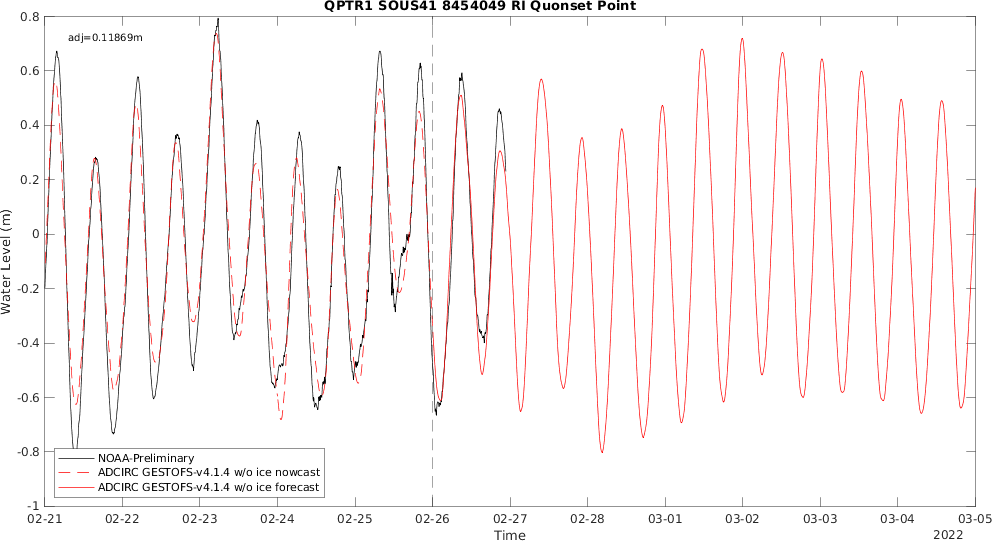 QPTR1 SOUS41 8454049 RI Quonset Point
adj=0.11869m
0.8
0.6
0.4
0.2
0
-0.2
-0.4
-0.6
-0.8
-1
Water Level (m)
NOAA-Preliminary
ADCIRC GESTOFS-v4.1.4 w/o ice nowcast
ADCIRC GESTOFS-v4.1.4 w/o ice forecast
02-21 02-22 02-23 02-24 02-25 02-26 02-27 02-28 03-01 03-02 03-03 03-04 03-05
Time
2022